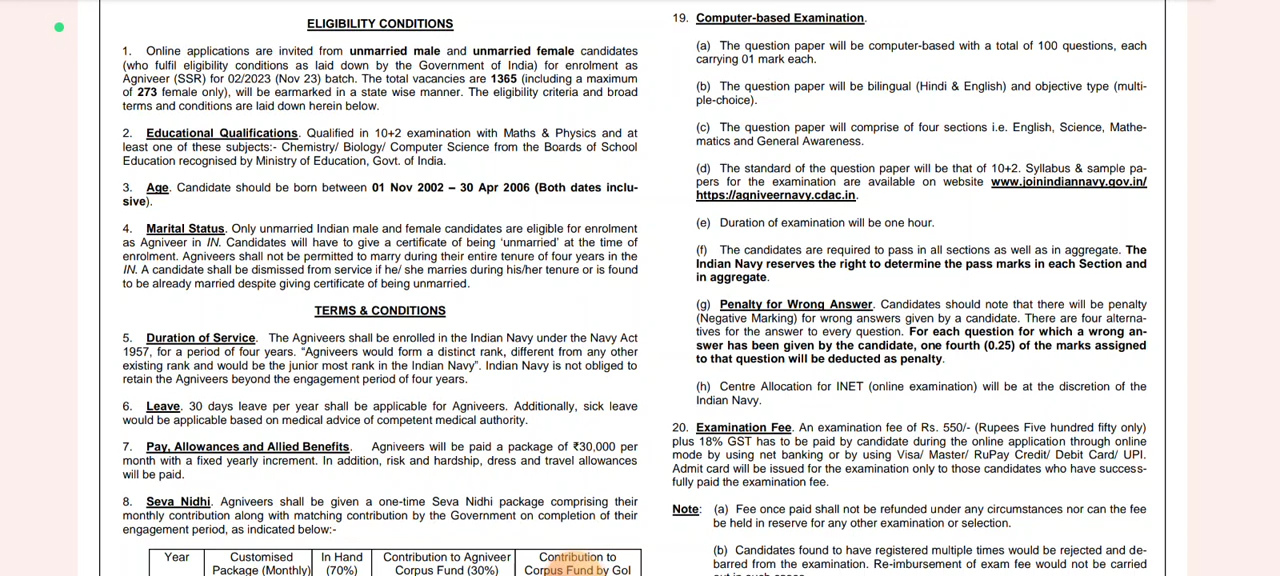 ELIGIBILITY CONDITIONS
1. Online applications are invited from unmarried male and unmarried female candidates
(who fulfil eligibility conditions as laid down by the Government of India) for enrolment as
Agniveer (SSR) for 02/2023 (Nov 23) batch. The total vacancies are 1365 (including a maximum
of 273 female only), will be earmarked in a state wise manner. The eligibility criteria and broad
terms and conditions are laid down herein below.
2. Educational Qualifications. Qualified in 10+2 examination with Maths & Physics and at
least one of these subjects:- Chemistry/ Biology/ Computer Science from the Boards of School
Education recognised by Ministry of Education, Govt. of India.
3. Age. Candidate should be born between 01 Nov 2002 – 30 Apr 2006 (Both dates inclu-
sive).
4. Marital Status. Only unmarried Indian male and female candidates are eligible for enrolment
as Agniveer in IN. Candidates will have to give a certificate of being ‘unmarried’ at the time of
enrolment. Agniveers shall not be permitted to marry during their entire tenure of four years in the
IN. A candidate shall be dismissed from service if he/ she marries during his/her tenure or is found
to be already married despite giving certificate of being unmarried.
TERMS & CONDITIONS
5. Duration of Service. The Agniveers shall be enrolled in the Indian Navy under the Navy Act
1957, for a period of four years. “Agniveers would form a distinct rank, different from any other
existing rank and would be the junior most rank in the Indian Navy”. Indian Navy is not obliged to
retain the Agniveers beyond the engagement period of four years.
6. Leave. 30 days leave per year shall be applicable for Agniveers. Additionally, sick leave
would be applicable based on medical advice of competent medical authority.
7. Pay, Allowances and Allied Benefits. Agniveers will be paid a package of ₹30,000 per
month with a fixed yearly increment. In addition, risk and hardship, dress and travel allowances
will be paid.
8. Seva Nidhi. Agniveers shall be given a one-time Seva Nidhi package comprising their
monthly contribution along with matching contribution by the Government on completion of their
engagement period, as indicated below:-
Year Customised In Hand Contribution to Agniveer Contribution to
Package (Monthly) (70%) Corpus Fund (30%) Corpus Fund by GoI
19. Computer-based Examination.
(a) The question paper will be computer-based with a total of 100 questions, each
carrying 01 mark each.
(b) The question paper will be bilingual (Hindi & English) and objective type (multi-
ple-choice).
(c) The question paper will comprise of four sections i.e. English, Science, Mathe-
matics and General Awareness.
(d) The standard of the question paper will be that of 10+2. Syllabus & sample pa-
pers for the examination are available on website www.joinindiannavy.gov.in/
https://agniveernavy.cdac.in.
(e) Duration of examination will be one hour.
(f) The candidates are required to pass in all sections as well as in aggregate. The
Indian Navy reserves the right to determine the pass marks in each Section and
in aggregate.
(g) Penalty for Wrong Answer. Candidates should note that there will be penalty
(Negative Marking) for wrong answers given by a candidate. There are four alterna-
tives for the answer to every question. For each question for which a wrong an-
swer has been given by the candidate, one fourth (0.25) of the marks assigned
to that question will be deducted as penalty.
(h) Centre Allocation for INET (online examination) will be at the discretion of the
Indian Navy.
20. Examination Fee. An examination fee of Rs. 550/- (Rupees Five hundred fifty only)
plus 18% GST has to be paid by candidate during the online application through online
mode by using net banking or by using Visa/ Master/ RuPay Credit/ Debit Card/ UPI.
Admit card will be issued for the examination only to those candidates who have success-
fully paid the examination fee.
Note: (a) Fee once paid shall not be refunded under any circumstances nor can the fee
be held in reserve for any other examination or selection.
(b) Candidates found to have registered multiple times would be rejected and de-
barred from the examination. Re-imbursement of exam fee would not be carried